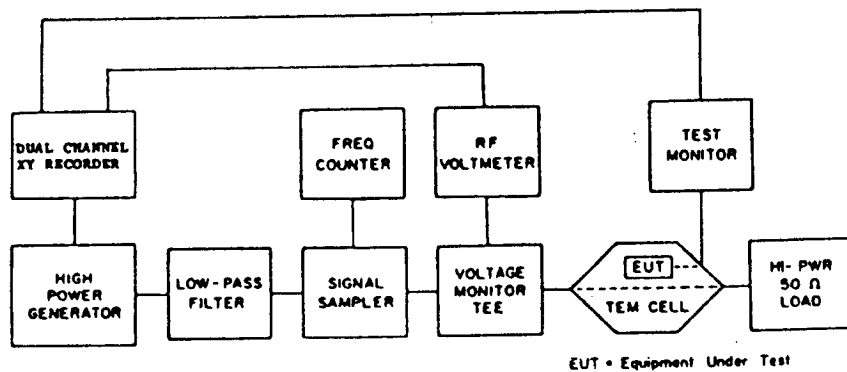 DUAL CHANNEL
XY RECORDER
FREQ
COUNTER
RF
VOLTMETER
TEST
MONITOR
HIGH
POWER
GENERATOR
LOW-PASS
FILTER
SIGNAL
SAMPLER
VOLTAGE
MONITOR
TEE
EUT
TEM CELL
HI-PWR
50 Ω
LOAD
EUT = Equipment Under Test